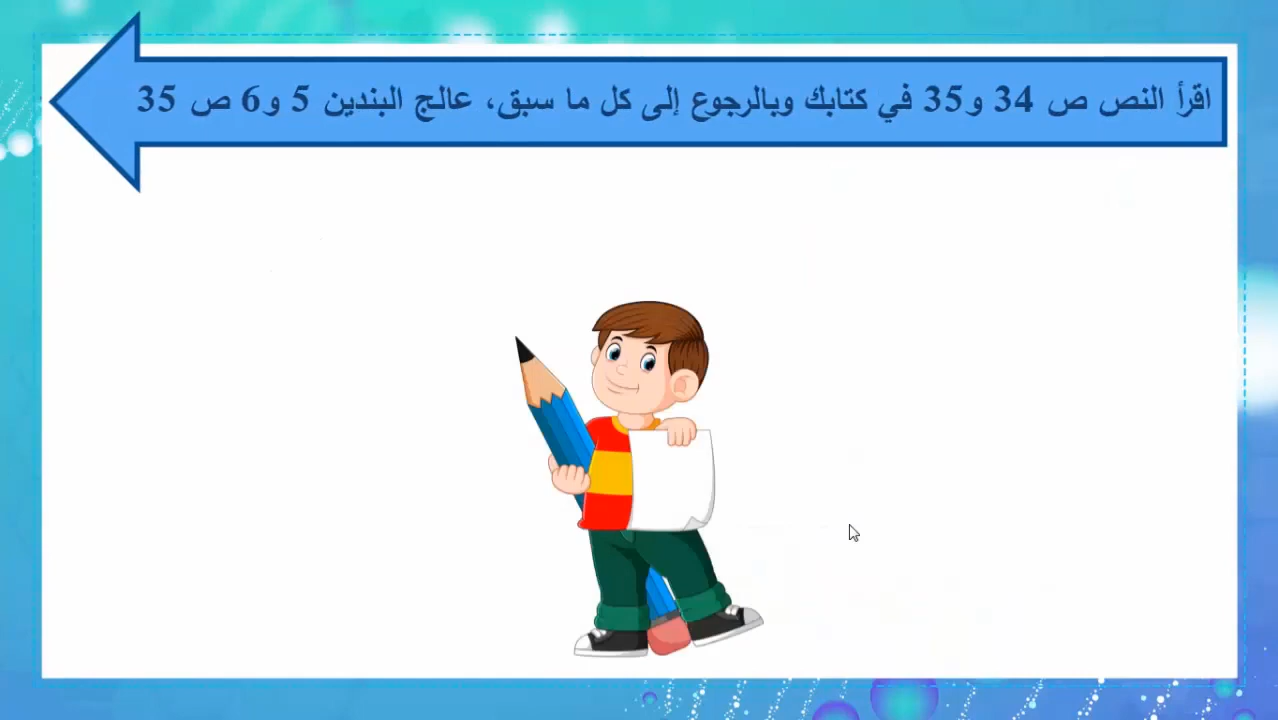 اقرأ النص ص 34 و35 في كتابك وبالرجوع إلى كل ما سبق، عالج البندين 5 و6 ص 35